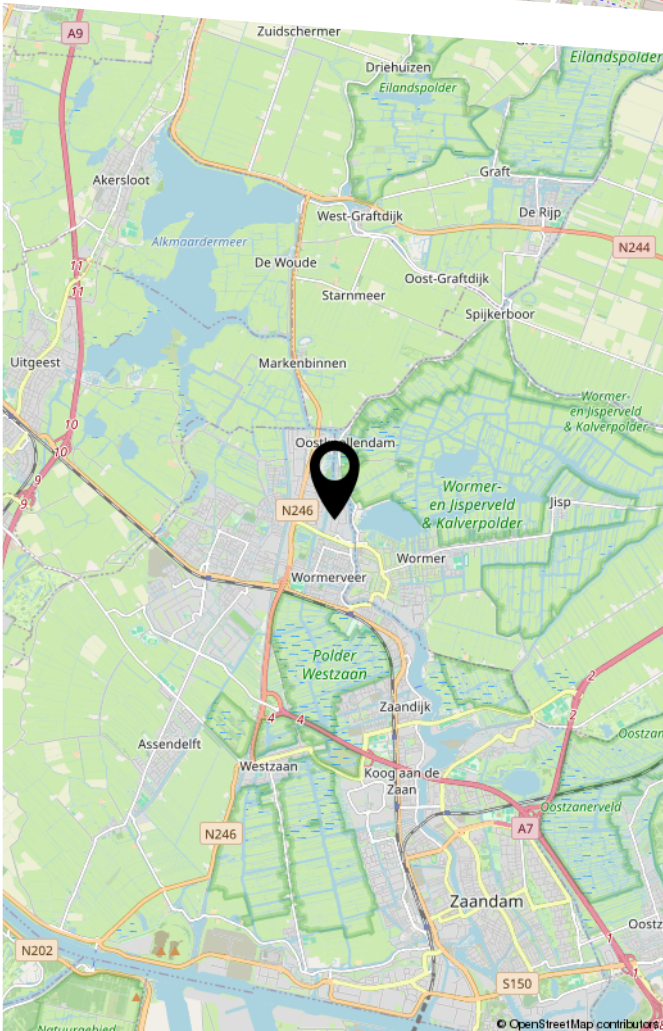 Zuidschermer
A9
Driehuizen
Eilandspolder
Eilandspolder
Akersloot
Graft
West-Graftdijk
De Rijp
Alkmaardermeer
N244
De Woude
11
11
Oost-Graftdijk
Starnmeer
Spijkerboor
Uitgeest
Markenbinnen
Wormer-
en Jisperveld
& Kalverpolder
10
10
9
9
Wormer-
en Jisperveld
& Kalverpolder
Jisp
N246
Wormer
Wormerveer
Polder
Westzaan
2
2
4
4
Zaandijk
Assendelft
Westzaan
Koog aan de
Zaan
Oostzanerveld
A7
N246
Zaandam
N202
1
1
S150
Natuurgebied
© OpenStreetMap contributors